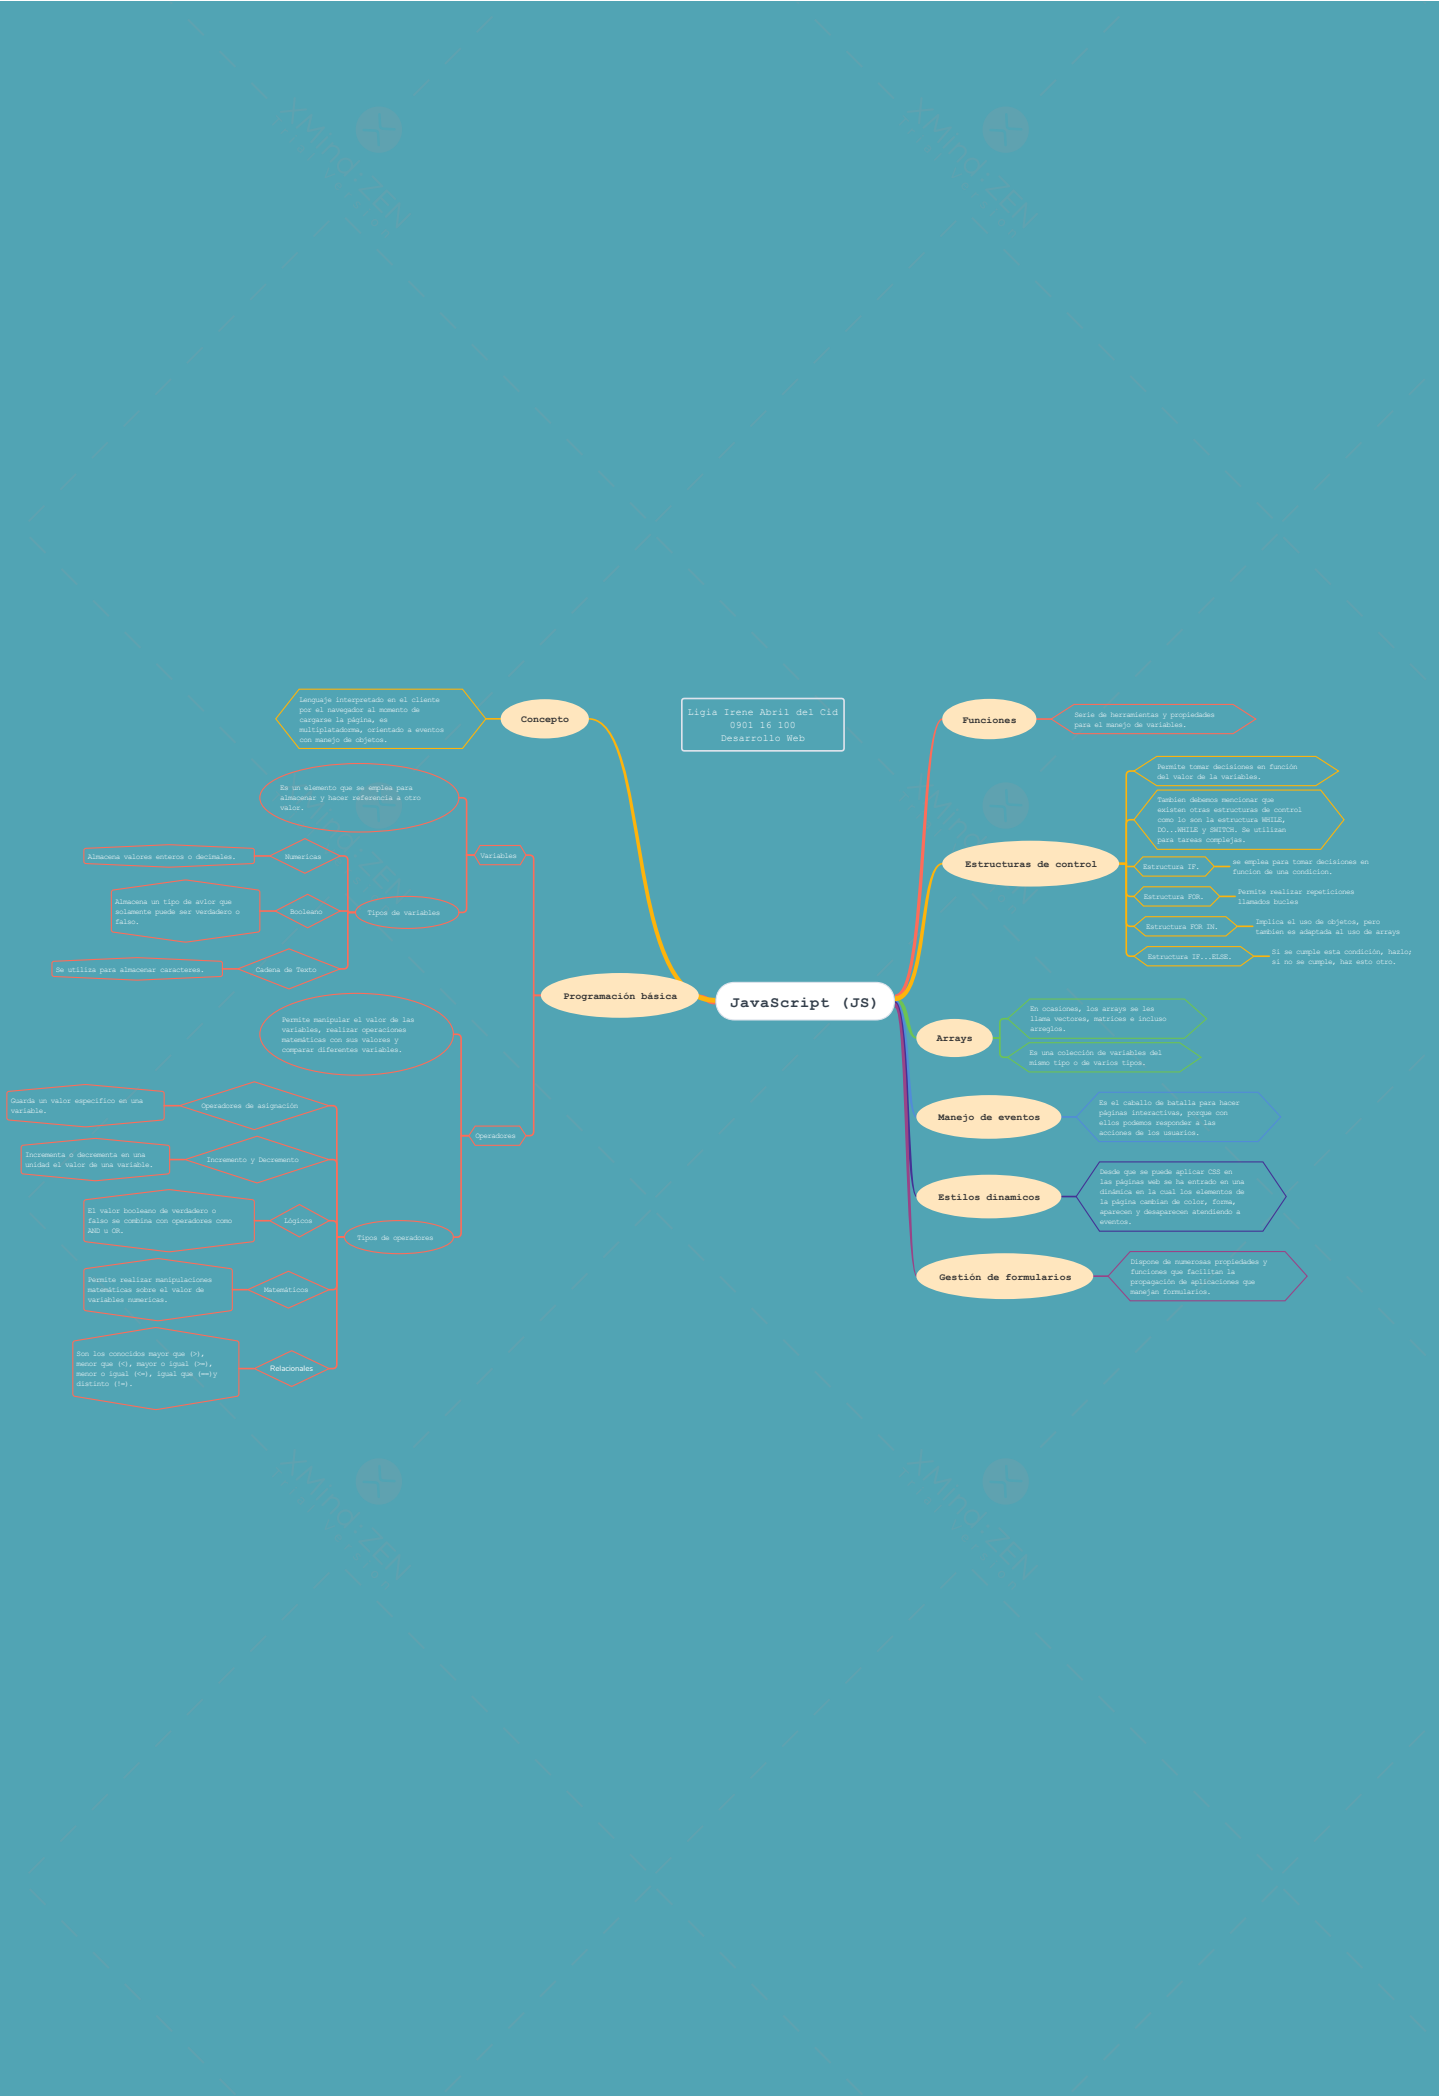 Ligia Irene Abril del Cid
0901 16 100
Desarrollo Web
JavaScript (JS)
Concepto
Lenguaje interpretado en el cliente
por el navegador al momento de
cargarse la página, es
multiplatadorma, orientado a eventos
con manejo de objetos.
Programación básica
Variables
Es un elemento que se emplea para
almacenar y hacer referencia a otro
valor.
Tipos de variables
Numericas
Almacena valores enteros o decimales.
Booleano
Almacena un tipo de avlor que
solamente puede ser verdadero o
falso.
Cadena de Texto
Se utiliza para almacenar caracteres.
Operadores
Permite manipular el valor de las
variables, realizar operaciones
matemáticas con sus valores y
comparar diferentes variables.
Tipos de operadores
Operadores de asignación
Guarda un valor especifico en una
variable.
Incremento y Decremento
Incrementa o decrementa en una
unidad el valor de una variable.
Lógicos
El valor booleano de verdadero o
falso se combina con operadores como
AND u OR.
Matemáticos
Permite realizar manipulaciones
matemáticas sobre el valor de
variables numericas.
Relacionales
Son los conocidos mayor que (>),
menor que (<), mayor o igual (>=),
menor o igual (<=), igual que (==)y
distinto (!=).
Funciones
Serie de herramientas y propiedades
para el manejo de variables.
Estructuras de control
Permite tomar decisiones en función
del valor de la variables.
Tambien debemos mencionar que
existen otras estructuras de control
como lo son la estructura WHILE,
DO...WHILE y SWITCH. Se utilizan
para tareas complejas.
Estructura IF.
se emplea para tomar decisiones en
funcion de una condicion.
Estructura FOR.
Permite realizar repeticiones
llamados bucles
Estructura FOR IN.
Implica el uso de objetos, pero
tambien es adaptada al uso de arrays
Estructura IF...ELSE.
Si se cumple esta condición, hazlo;
si no se cumple, haz esto otro.
Arrays
En ocasiones, los arrays se les
llama vectores, matrices e incluso
arreglos.
Es una colección de variables del
mismo tipo o de varios tipos.
Manejo de eventos
Es el caballo de batalla para hacer
páginas interactivas, porque con
ellos podemos responder a las
acciones de los usuarios.
Estilos dinamicos
Desde que se puede aplicar CSS en
las páginas web se ha entrado en una
dinámica en la cual los elementos de
la página cambian de color, forma,
aparecen y desaparecen atendiendo a
eventos.
Gestión de formularios
Dispone de numerosas propiedades y
funciones que facilitan la
propagación de aplicaciones que
manejan formularios.
XMind: ZEN
XMind: ZEN
XMind: ZEN
XMind: ZEN